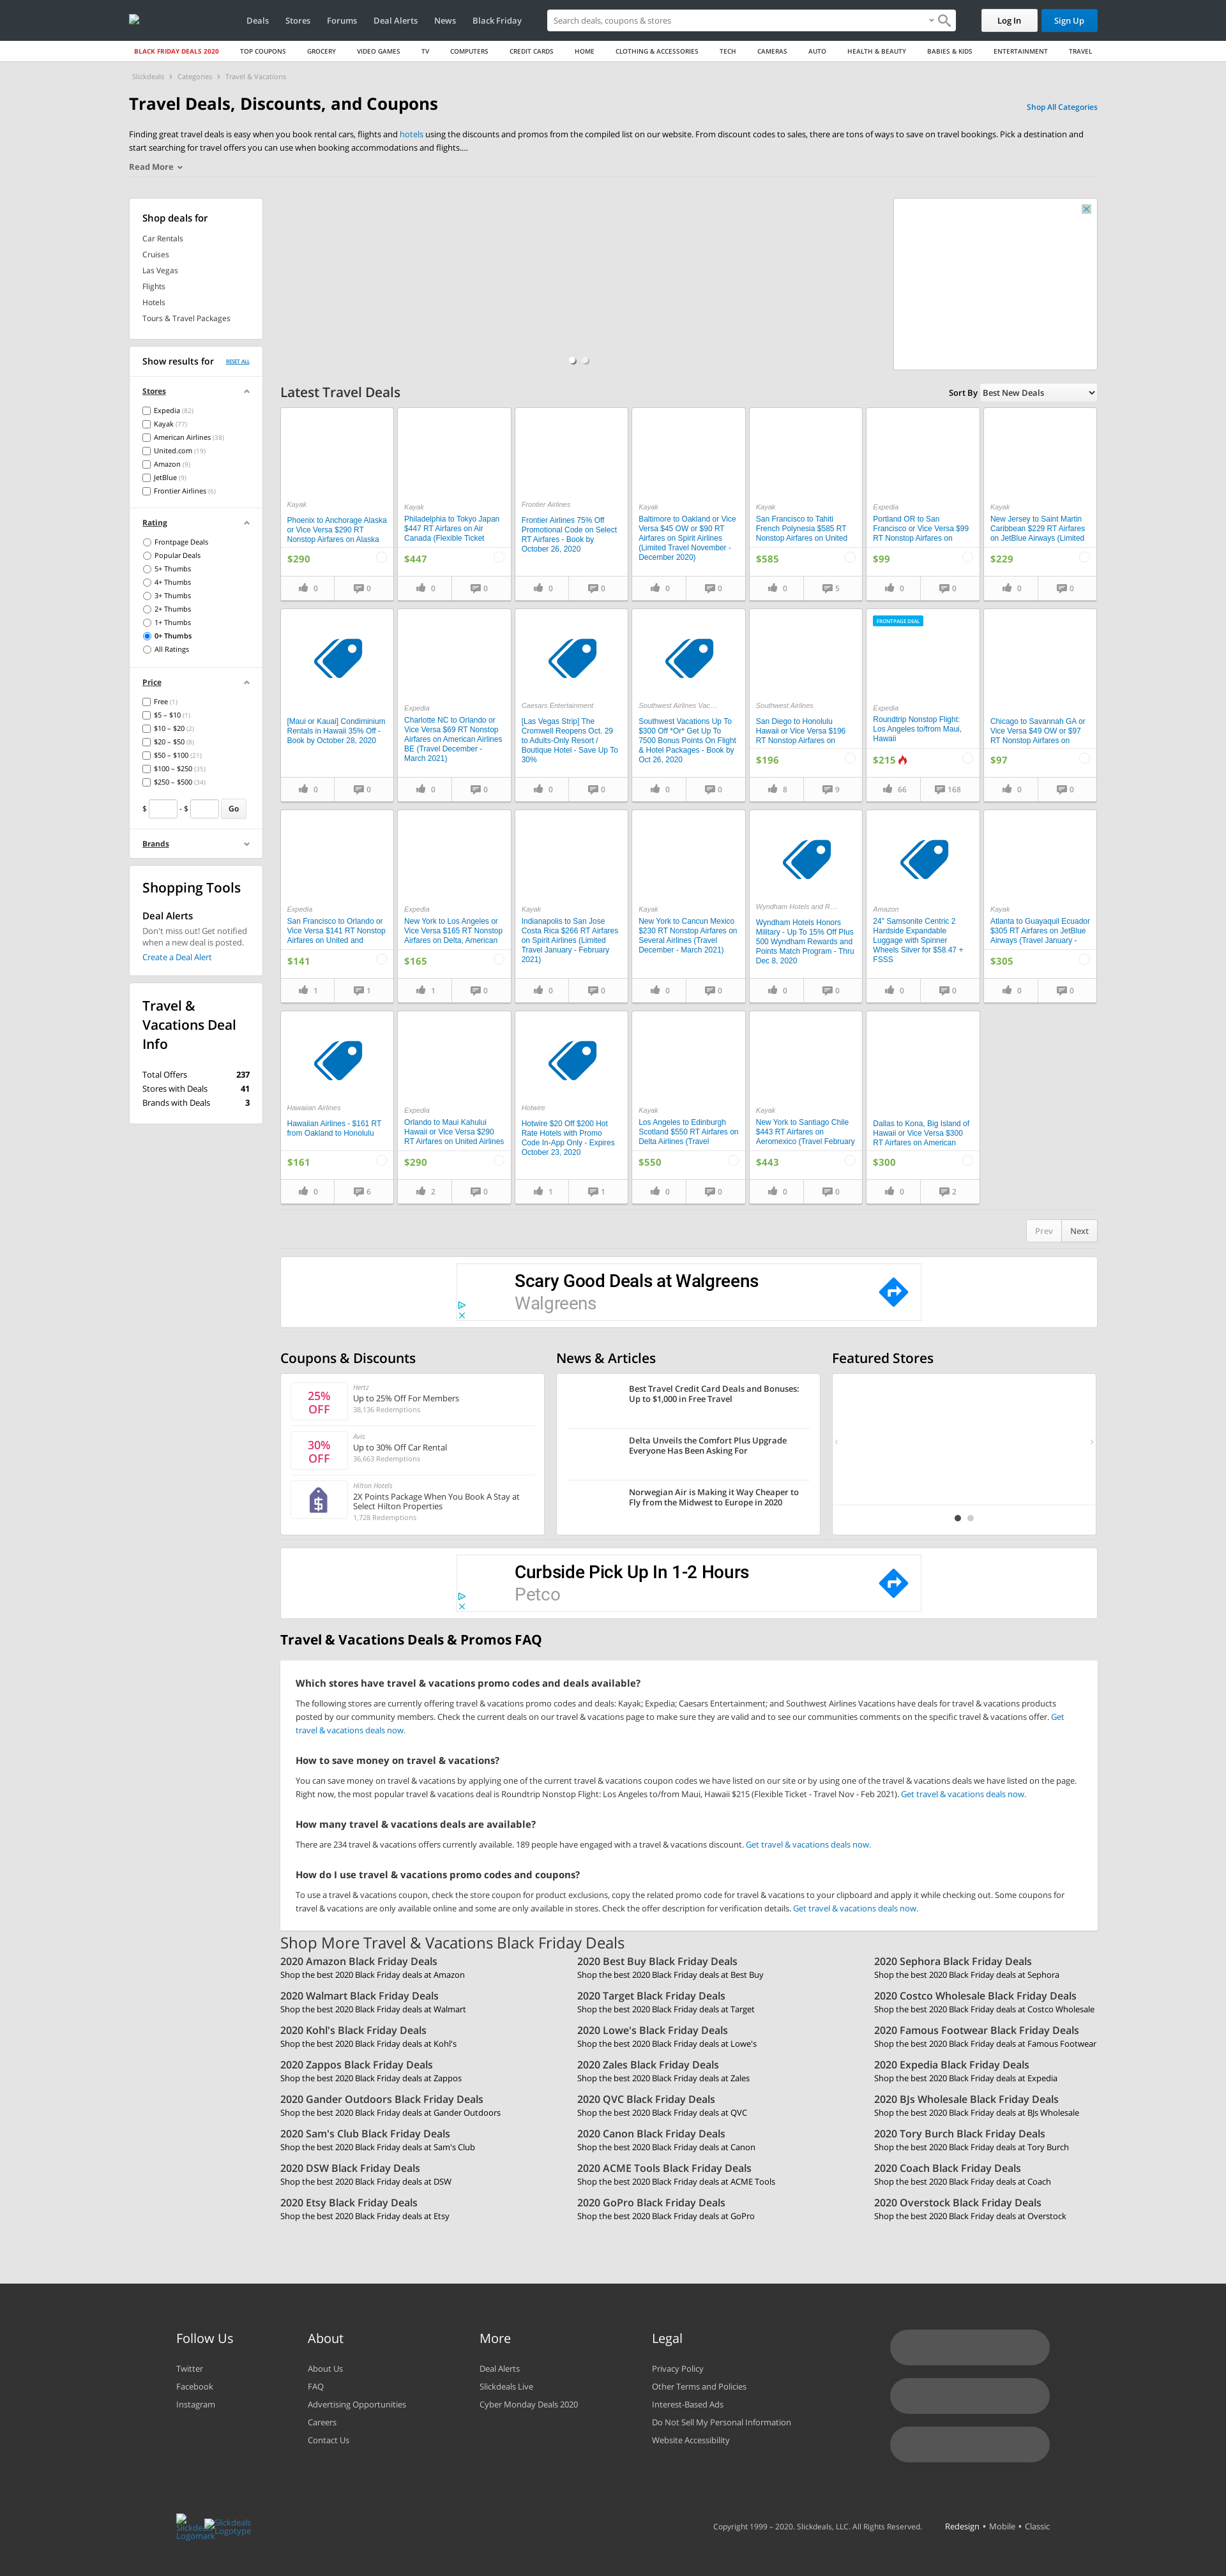 Deals Stores Forums Deal Alerts News Black Friday
Search deals, coupons & stores
Log In
Sign Up
BLACK FRIDAY DEALS 2020 TOP COUPONS GROCERY VIDEO GAMES TV COMPUTERS CREDIT CARDS HOME CLOTHING & ACCESSORIES TECH CAMERAS AUTO HEALTH & BEAUTY BABIES & KIDS ENTERTAINMENT TRAVEL
Slickdeals › Categories › Travel & Vacations
Travel Deals, Discounts, and Coupons
Shop All Categories
Finding great travel deals is easy when you book rental cars, flights and hotels using the discounts and promos from the compiled list on our website. From discount codes to sales, there are tons of ways to save on travel bookings. Pick a destination and
start searching for travel offers you can use when booking accommodations and flights....
Read More
Shop deals for
Car Rentals
Cruises
Las Vegas
Flights
Hotels
Tours & Travel Packages
Show results for
RESET ALL
Stores
Expedia (82)
Kayak (77)
American Airlines (38)
United.com (19)
Amazon (9)
JetBlue (9)
Frontier Airlines (6)
Rating
Frontpage Deals
Popular Deals
5+ Thumbs
4+ Thumbs
3+ Thumbs
2+ Thumbs
1+ Thumbs
0+ Thumbs
All Ratings
Price
Free (1)
$5 – $10 (1)
$10 – $20 (2)
$20 – $50 (8)
$50 – $100 (21)
$100 – $250 (35)
$250 – $500 (34)
$ - $ Go
Brands
Shopping Tools
Deal Alerts
Don't miss out! Get notified
when a new deal is posted.
Create a Deal Alert
Travel &
Vacations Deal
Info
Total Offers 237
Stores with Deals 41
Brands with Deals 3
Latest Travel Deals
Sort By Best New Deals
Kayak
Phoenix to Anchorage Alaska
or Vice Versa $290 RT
Nonstop Airfares on Alaska
$290
0 0
Kayak
Philadelphia to Tokyo Japan
$447 RT Airfares on Air
Canada (Flexible Ticket
$447
0 0
Frontier Airlines
Frontier Airlines 75% Off
Promotional Code on Select
RT Airfares - Book by
October 26, 2020
0 0
Kayak
Baltimore to Oakland or Vice
Versa $45 OW or $90 RT
Airfares on Spirit Airlines
(Limited Travel November -
December 2020)
0 0
Kayak
San Francisco to Tahiti
French Polynesia $585 RT
Nonstop Airfares on United
$585
0 5
Expedia
Portland OR to San
Francisco or Vice Versa $99
RT Nonstop Airfares on
$99
0 0
Kayak
New Jersey to Saint Martin
Caribbean $229 RT Airfares
on JetBlue Airways (Limited
$229
0 0
[Maui or Kauai] Condiminium
Rentals in Hawaii 35% Off -
Book by October 28, 2020
0 0
Expedia
Charlotte NC to Orlando or
Vice Versa $69 RT Nonstop
Airfares on American Airlines
BE (Travel December -
March 2021)
0 0
Caesars Entertainment
[Las Vegas Strip] The
Cromwell Reopens Oct. 29
to Adults-Only Resort /
Boutique Hotel - Save Up To
30%
0 0
Southwest Airlines Vac...
Southwest Vacations Up To
$300 Off *Or* Get Up To
7500 Bonus Points On Flight
& Hotel Packages - Book by
Oct 26, 2020
0 0
Southwest Airlines
San Diego to Honolulu
Hawaii or Vice Versa $196
RT Nonstop Airfares on
$196
8 9
FRONTPAGE DEAL
Expedia
Roundtrip Nonstop Flight:
Los Angeles to/from Maui,
Hawaii
$215
66 168
Chicago to Savannah GA or
Vice Versa $49 OW or $97
RT Nonstop Airfares on
$97
0 0
Expedia
San Francisco to Orlando or
Vice Versa $141 RT Nonstop
Airfares on United and
$141
1 1
Expedia
New York to Los Angeles or
Vice Versa $165 RT Nonstop
Airfares on Delta, American
$165
1 0
Kayak
Indianapolis to San Jose
Costa Rica $266 RT Airfares
on Spirit Airlines (Limited
Travel January - February
2021)
0 0
Kayak
New York to Cancun Mexico
$230 RT Nonstop Airfares on
Several Airlines (Travel
December - March 2021)
0 0
Wyndham Hotels and R...
Wyndham Hotels Honors
Military - Up To 15% Off Plus
500 Wyndham Rewards and
Points Match Program - Thru
Dec 8, 2020
0 0
Amazon
24" Samsonite Centric 2
Hardside Expandable
Luggage with Spinner
Wheels Silver for $58.47 +
FSSS
0 0
Kayak
Atlanta to Guayaquil Ecuador
$305 RT Airfares on JetBlue
Airways (Travel January -
$305
0 0
Hawaiian Airlines
Hawaiian Airlines - $161 RT
from Oakland to Honolulu
$161
0 6
Expedia
Orlando to Maui Kahului
Hawaii or Vice Versa $290
RT Airfares on United Airlines
$290
2 0
Hotwire
Hotwire $20 Off $200 Hot
Rate Hotels with Promo
Code In-App Only - Expires
October 23, 2020
1 1
Kayak
Los Angeles to Edinburgh
Scotland $550 RT Airfares on
Delta Airlines (Travel
$550
0 0
Kayak
New York to Santiago Chile
$443 RT Airfares on
Aeromexico (Travel February
$443
0 0
Dallas to Kona, Big Island of
Hawaii or Vice Versa $300
RT Airfares on American
$300
0 2
Prev Next
Scary Good Deals at Walgreens
Walgreens
Coupons & Discounts
25%
OFF
Hertz
Up to 25% Off For Members
38,136 Redemptions
30%
OFF
Avis
Up to 30% Off Car Rental
36,663 Redemptions
Hilton Hotels
2X Points Package When You Book A Stay at
Select Hilton Properties
1,728 Redemptions
News & Articles
Best Travel Credit Card Deals and Bonuses:
Up to $1,000 in Free Travel
Delta Unveils the Comfort Plus Upgrade
Everyone Has Been Asking For
Norwegian Air is Making it Way Cheaper to
Fly from the Midwest to Europe in 2020
Featured Stores
Curbside Pick Up In 1-2 Hours
Petco
Travel & Vacations Deals & Promos FAQ
Which stores have travel & vacations promo codes and deals available?
The following stores are currently offering travel & vacations promo codes and deals: Kayak; Expedia; Caesars Entertainment; and Southwest Airlines Vacations have deals for travel & vacations products
posted by our community members. Check the current deals on our travel & vacations page to make sure they are valid and to see our communities comments on the specific travel & vacations offer. Get
travel & vacations deals now.
How to save money on travel & vacations?
You can save money on travel & vacations by applying one of the current travel & vacations coupon codes we have listed on our site or by using one of the travel & vacations deals we have listed on the page.
Right now, the most popular travel & vacations deal is Roundtrip Nonstop Flight: Los Angeles to/from Maui, Hawaii $215 (Flexible Ticket - Travel Nov - Feb 2021). Get travel & vacations deals now.
How many travel & vacations deals are available?
There are 234 travel & vacations offers currently available. 189 people have engaged with a travel & vacations discount. Get travel & vacations deals now.
How do I use travel & vacations promo codes and coupons?
To use a travel & vacations coupon, check the store coupon for product exclusions, copy the related promo code for travel & vacations to your clipboard and apply it while checking out. Some coupons for
travel & vacations are only available online and some are only available in stores. Check the offer description for verification details. Get travel & vacations deals now.
Shop More Travel & Vacations Black Friday Deals
2020 Amazon Black Friday Deals
Shop the best 2020 Black Friday deals at Amazon
2020 Best Buy Black Friday Deals
Shop the best 2020 Black Friday deals at Best Buy
2020 Sephora Black Friday Deals
Shop the best 2020 Black Friday deals at Sephora
2020 Walmart Black Friday Deals
Shop the best 2020 Black Friday deals at Walmart
2020 Target Black Friday Deals
Shop the best 2020 Black Friday deals at Target
2020 Costco Wholesale Black Friday Deals
Shop the best 2020 Black Friday deals at Costco Wholesale
2020 Kohl's Black Friday Deals
Shop the best 2020 Black Friday deals at Kohl's
2020 Lowe's Black Friday Deals
Shop the best 2020 Black Friday deals at Lowe's
2020 Famous Footwear Black Friday Deals
Shop the best 2020 Black Friday deals at Famous Footwear
2020 Zappos Black Friday Deals
Shop the best 2020 Black Friday deals at Zappos
2020 Zales Black Friday Deals
Shop the best 2020 Black Friday deals at Zales
2020 Expedia Black Friday Deals
Shop the best 2020 Black Friday deals at Expedia
2020 Gander Outdoors Black Friday Deals
Shop the best 2020 Black Friday deals at Gander Outdoors
2020 QVC Black Friday Deals
Shop the best 2020 Black Friday deals at QVC
2020 BJs Wholesale Black Friday Deals
Shop the best 2020 Black Friday deals at BJs Wholesale
2020 Sam's Club Black Friday Deals
Shop the best 2020 Black Friday deals at Sam's Club
2020 Canon Black Friday Deals
Shop the best 2020 Black Friday deals at Canon
2020 Tory Burch Black Friday Deals
Shop the best 2020 Black Friday deals at Tory Burch
2020 DSW Black Friday Deals
Shop the best 2020 Black Friday deals at DSW
2020 ACME Tools Black Friday Deals
Shop the best 2020 Black Friday deals at ACME Tools
2020 Coach Black Friday Deals
Shop the best 2020 Black Friday deals at Coach
2020 Etsy Black Friday Deals
Shop the best 2020 Black Friday deals at Etsy
2020 GoPro Black Friday Deals
Shop the best 2020 Black Friday deals at GoPro
2020 Overstock Black Friday Deals
Shop the best 2020 Black Friday deals at Overstock
Follow Us
Twitter
Facebook
Instagram
About
About Us
FAQ
Advertising Opportunities
Careers
Contact Us
More
Deal Alerts
Slickdeals Live
Cyber Monday Deals 2020
Legal
Privacy Policy
Other Terms and Policies
Interest-Based Ads
Do Not Sell My Personal Information
Website Accessibility
Slickdeals
Logomark
Slickdeals
Logotype
Copyright 1999 – 2020. Slickdeals, LLC. All Rights Reserved.
Redesign • Mobile • Classic